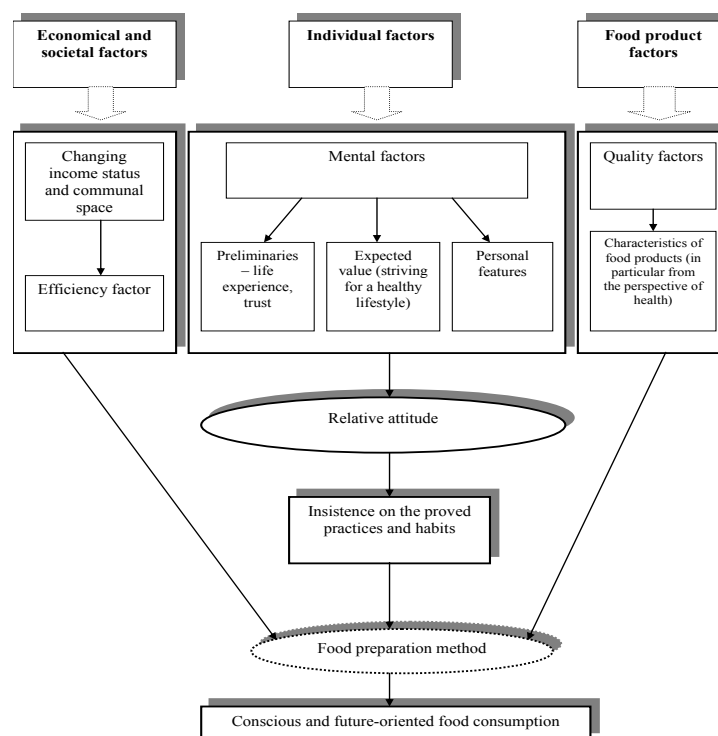 Economical and
societal factors
Individual factors
Food product
factors
Changing
income status
and communal
space
Efficiency factor
Mental factors
Preliminaries
– life
experience,
trust
Expected
value (striving
for a healthy
lifestyle)
Personal
features
Quality factors
Characteristics of
food products (in
particular from
the perspective of
health)
Relative attitude
Insistence on the proved
practices and habits
Food preparation method
Conscious and future-oriented food consumption